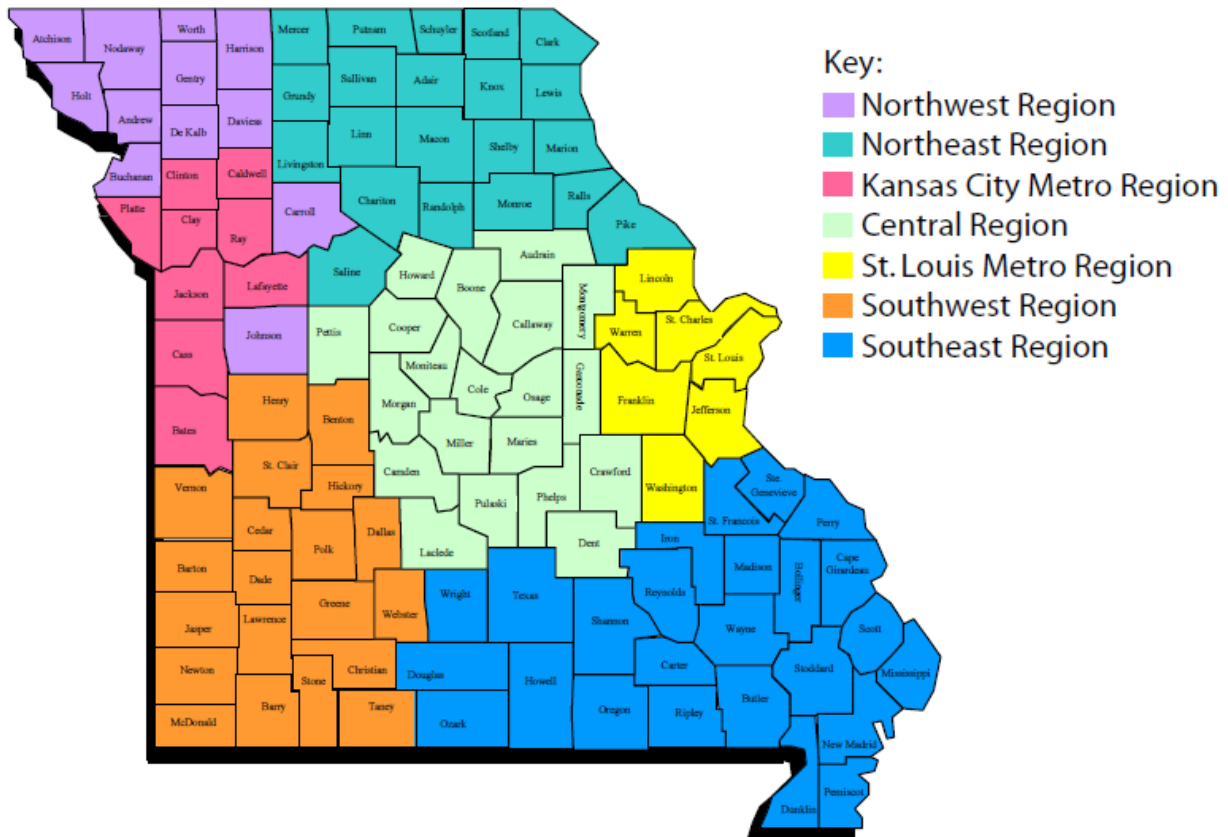 Atchison
Nodaway
Worth
Harrison
Mercer
Putnam
Schuyler
Scotland
Clark
Key:
Northwest Region
Northeast Region
Kansas City Metro Region
Central Region
St. Louis Metro Region
Southwest Region
Southeast Region
Holt
Gentry
Andrew
De Kalb
Daviess
Grundy
Sullivan
Adair
Knox
Lewis
Linn
Macon
Shelby
Marion
Livingston
Buchanan
Clinton
Caldwell
Platte
Clay
Ray
Carroll
Chariton
Randolph
Monroe
Ralls
Pike
Audrain
Saline
Howard
Boone
Lincoln
Jackson
Lafayette
Montgomery
Callaway
Cooper
Warren
St. Charles
Johnson
Pettis
Cass
Moniteau
St. Louis
Cole
Osage
Gasconade
Franklin
Jefferson
Henry
Morgan
Benton
Bates
Miller
Maries
St. Clair
Camden
Crawford
Washington
Vernon
Hickory
Pulaski
Phelps
Ste.
Genevieve
St. Francois
Perry
Cedar
Polk
Dallas
Laclede
Dent
Iron
Barton
Dade
Madison
Bollinger
Cape
Girardeau
Wright
Texas
Reynolds
Greene
Webster
Lawrence
Jasper
Shannon
Wayne
Scott
Newton
Christian
Stone
Douglas
Howell
Carter
Stoddard
Mississippi
McDonald
Barry
Taney
Ozark
Oregon
Ripley
Butler
New Madrid
Pemiscot
Dunklin